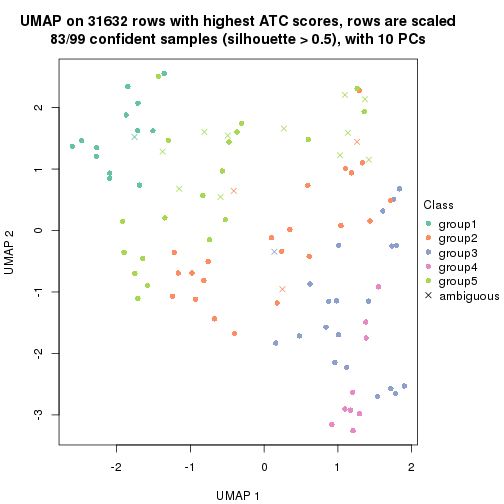 UMAP on 31632 rows with highest ATC scores, rows are scaled
83/99 confident samples (silhouette > 0.5), with 10 PCs
2
1
0
-1
-2
-3
UMAP 2
-2
-1
0
1
2
UMAP 1
Class
group1
group2
group3
group4
group5
ambiguous